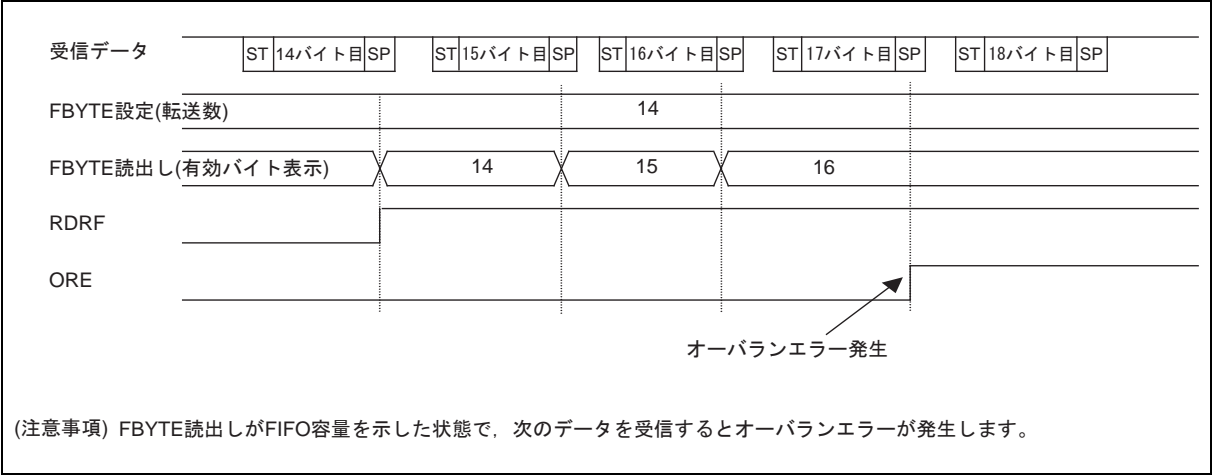 受信データ ST 14バイト目 SP ST 15バイト目 SP ST 16バイト目 SP ST 17バイト目 SP ST 18バイト目 SP
FBYTE設定(転送数) 14
FBYTE読出し(有効バイト表示) 14 15 16
RDRF
ORE
オーバランエラー発生
(注意事項) FBYTE読出しがFIFO容量を示した状態で，次のデータを受信するとオーバランエラーが発生します。